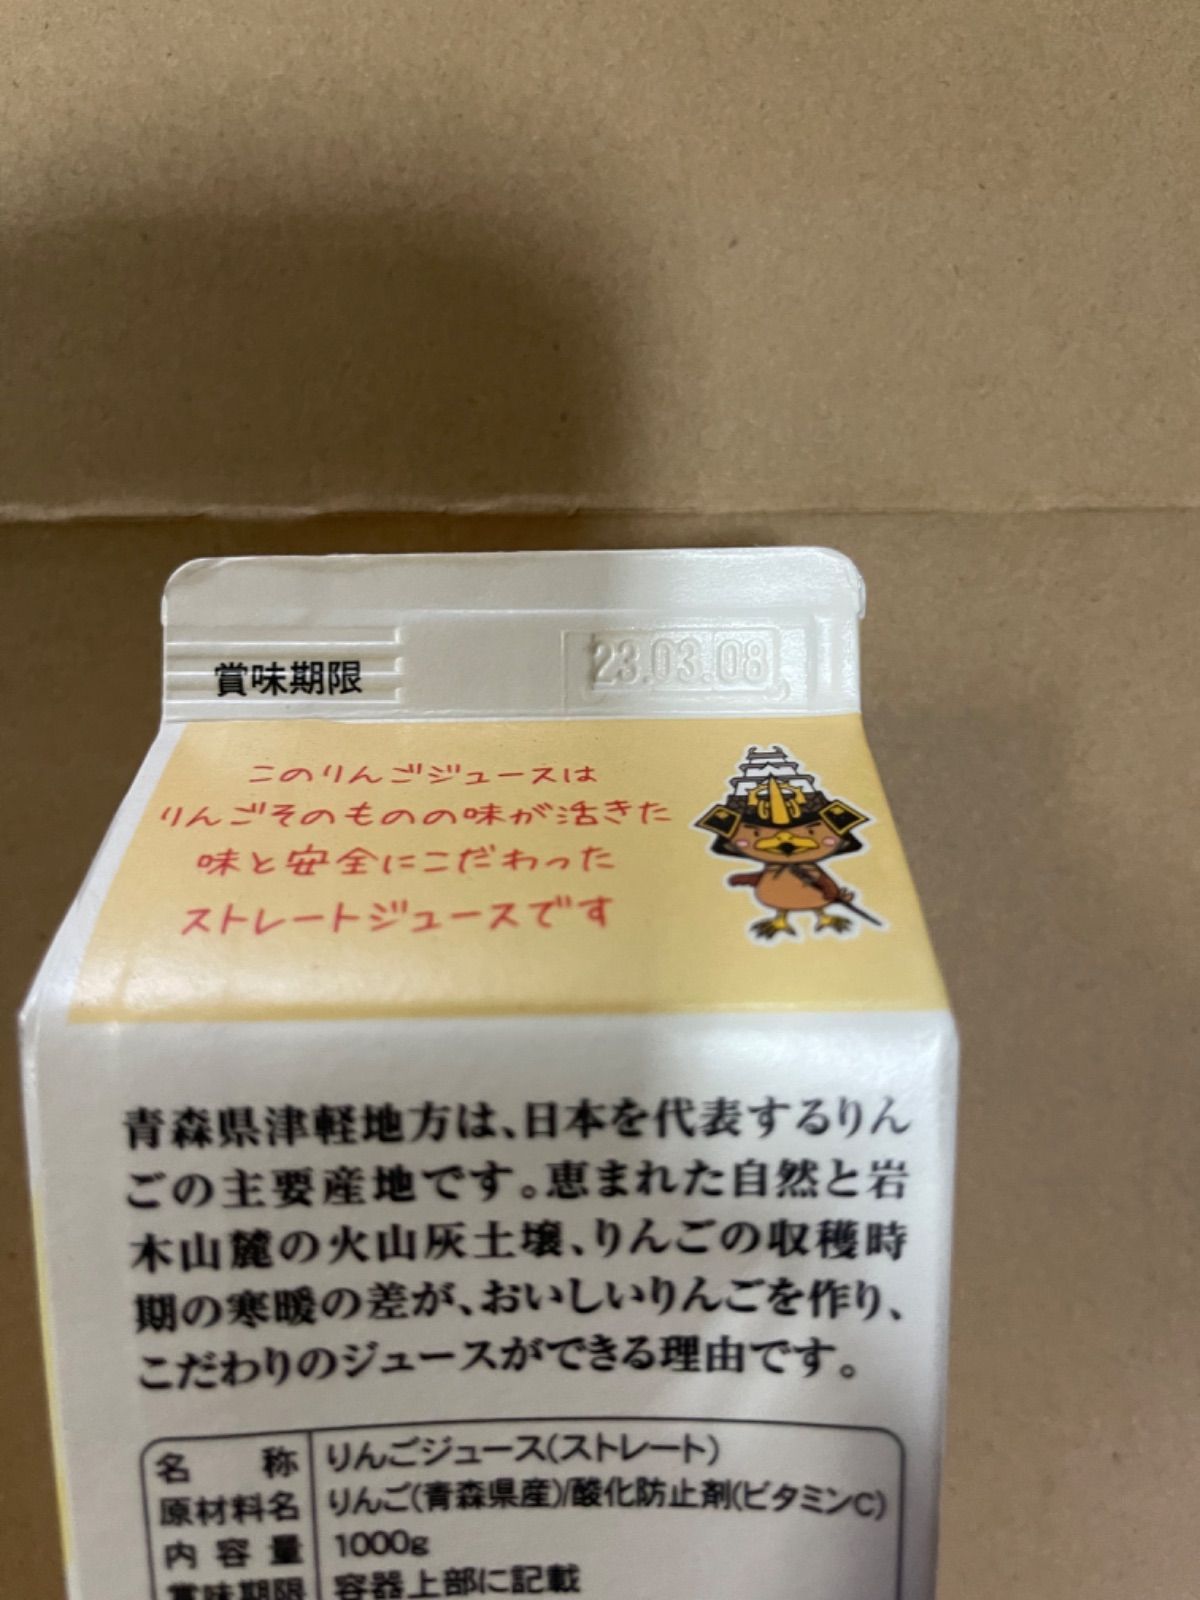 賞味期限 23.03.08
このりんごジュースは
りんごそのものの味が活きた
味と安全にこだわった
ストレートジュースです
青森県津軽地方は、日本を代表するりん
ごの主要産地です。恵まれた自然と岩
木山麓の火山灰土壌、りんごの収穫時
期の寒暖の差が、おいしいりんごを作り、
こだわりのジュースができる理由です。
名称 りんごジュース(ストレート)
原材料名 りんご(青森県産)/酸化防止剤(ビタミンC)
内容量 1000g
賞味期限 容器上部に記載